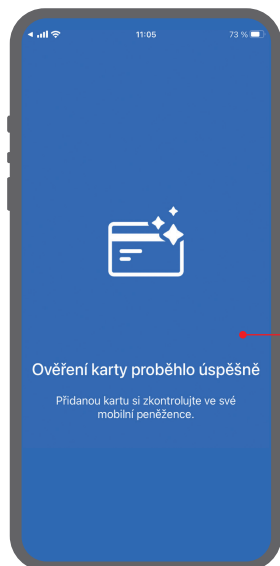 11:05
73 %
Ověření karty proběhlo úspěšně
Přidanou kartu si zkontrolujte ve své
mobilní peněžence.